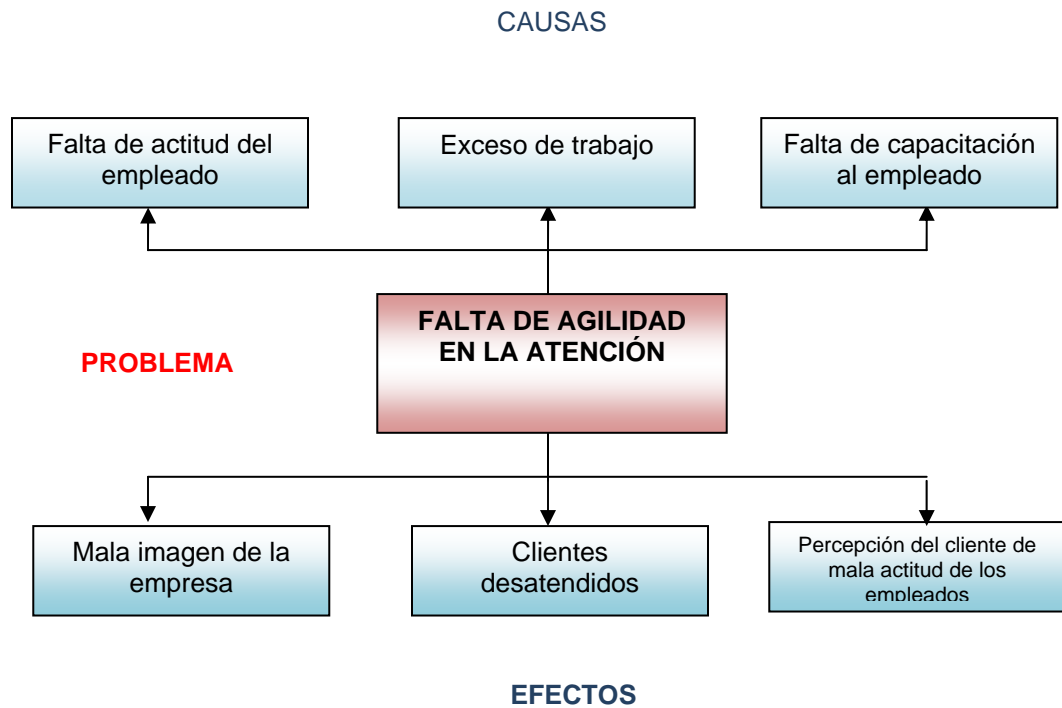 CAUSAS
Falta de actitud del
empleado
Exceso de trabajo
Falta de capacitación
al empleado
FALTA DE AGILIDAD
EN LA ATENCIÓN
PROBLEMA
Mala imagen de la
empresa
Clientes
desatendidos
Percepción del cliente de
mala actitud de los
empleados
EFECTOS